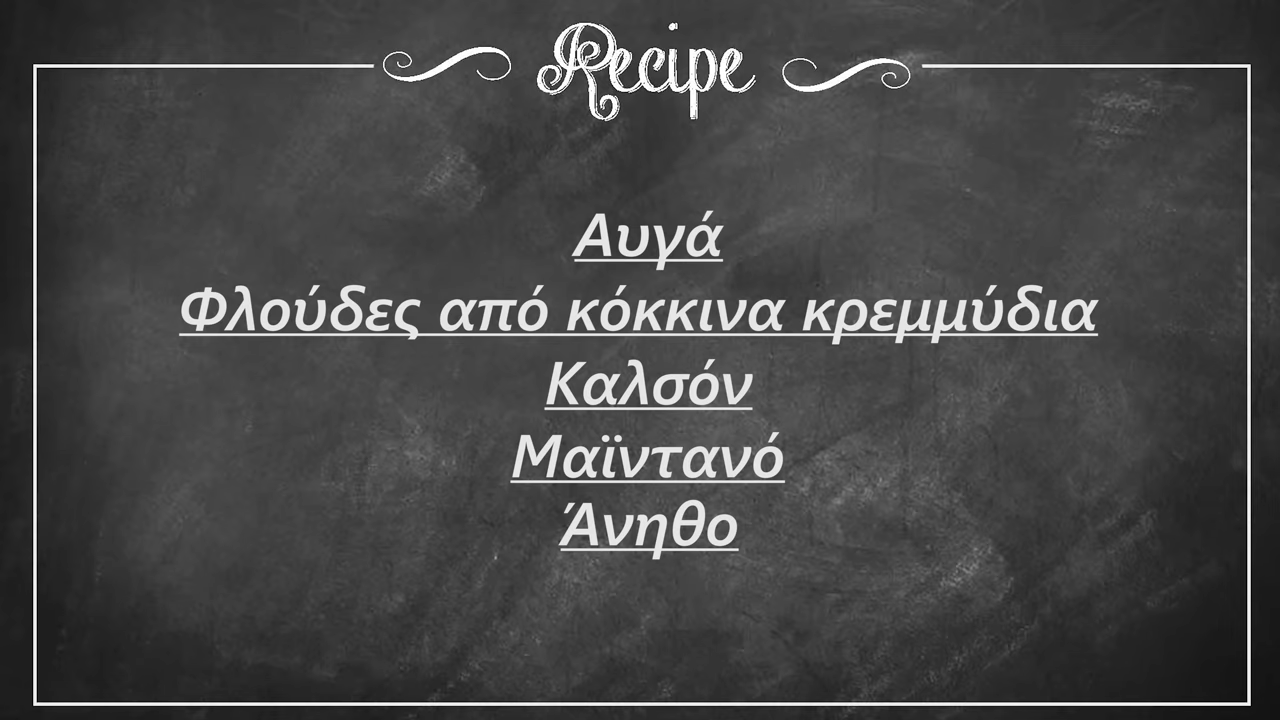 Recipe
Αυγά
Φλούδες από κόκκινα κρεμμύδια
Καλσόν
Μαϊντανό
Άνηθο